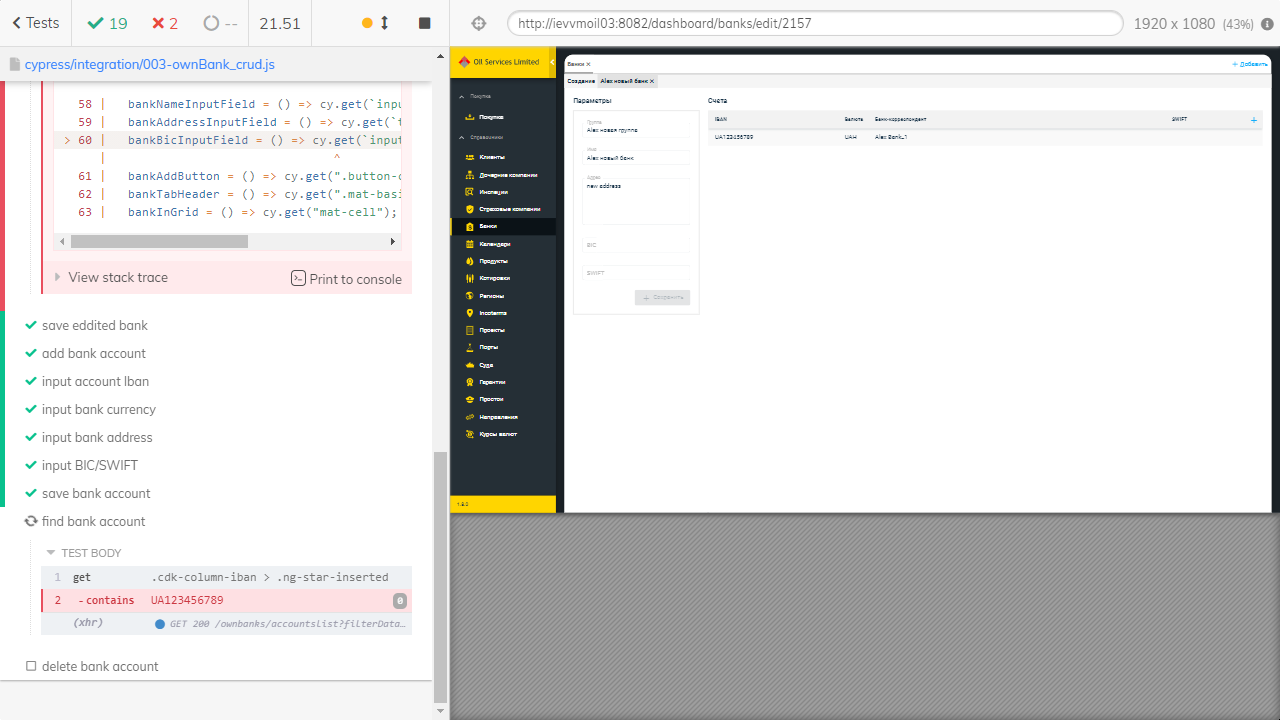 Tests
19
2
--
21.51
http://ievvmoil03:8082/dashboard/banks/edit/2157
1920 x 1080 (43%)
cypress/integration/003-ownBank_crud.js
58 | bankNameInputField = () => cy.get(`inpu
59 | bankAddressInputField = () => cy.get(`t
> 60 | bankBicInputField = () => cy.get(`input
| ^
61 | bankAddButton = () => cy.get(".button-c
62 | bankTabHeader = () => cy.get(".mat-basi
63 | bankInGrid = () => cy.get("mat-cell");
View stack trace
Print to console
save eddited bank
add bank account
input account Iban
input bank currency
input bank address
input BIC/SWIFT
save bank account
find bank account
TEST BODY
1 get .cdk-column-iban > .ng-star-inserted
2 -contains UA123456789 0
(xhr) GET 200 /ownbanks/accountslist?filterData…
delete bank account
Oil Services Limited
Покупка
Покупка
Справочники
Клиенты
Дочерние компании
Инспекции
Страховые компании
Банки
Календари
Продукты
Котировки
Регионы
Incoterms
Проекты
Порты
Суда
Гарантии
Простои
Направления
Курсы валют
Банки ×
+ Добавить
Создание
Alex новый банк ×
Параметры
Группа
Alex новая группа
Имя
Alex новый банк
Адрес
new address
BIC
SWIFT
+ Сохранить
Счета
IBAN Валюта Банк-корреспондент SWIFT +
UA123456789 UAH Alex Bank_1